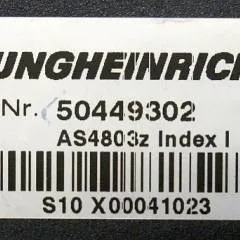 UNGHEINRICH
Nr. 50449302
AS4803z Index I
S10 X00041023